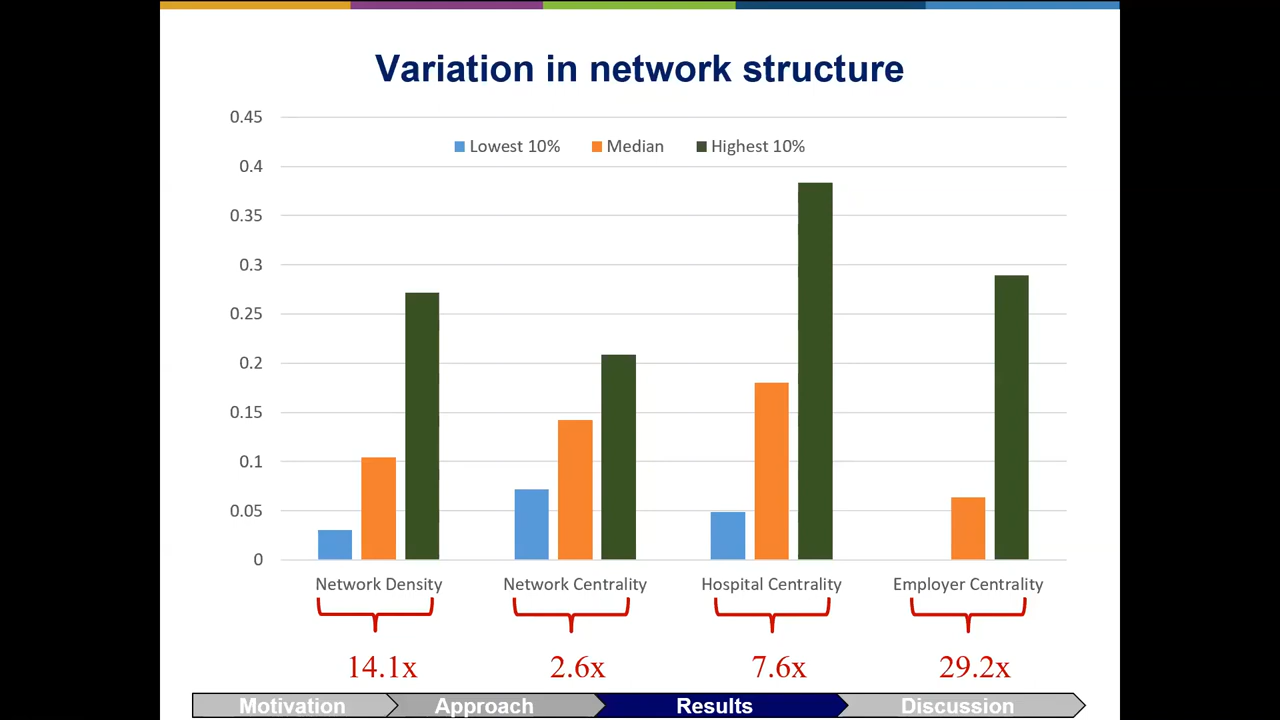 Variation in network structure
0.45
Lowest 10% Median Highest 10%
0.4
0.35
0.3
0.25
0.2
0.15
0.1
0.05
0
Network Density Network Centrality Hospital Centrality Employer Centrality
14.1x 2.6x 7.6x 29.2x
Motivation Approach Results Discussion